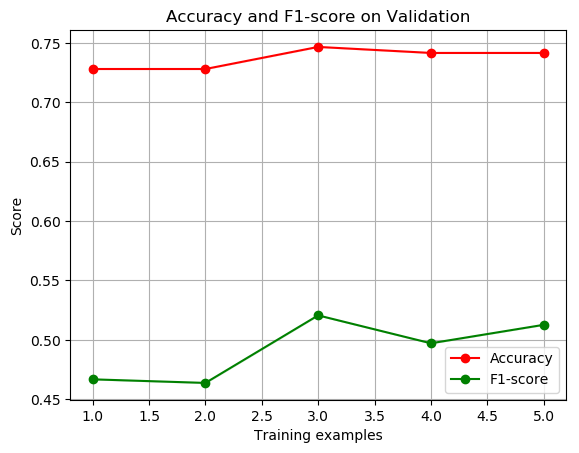 Accuracy and F1-score on Validation
0.75
0.70
0.65
0.60
0.55
0.50
0.45
Score
1.0 1.5 2.0 2.5 3.0 3.5 4.0 4.5 5.0
Training examples
Accuracy
F1-score